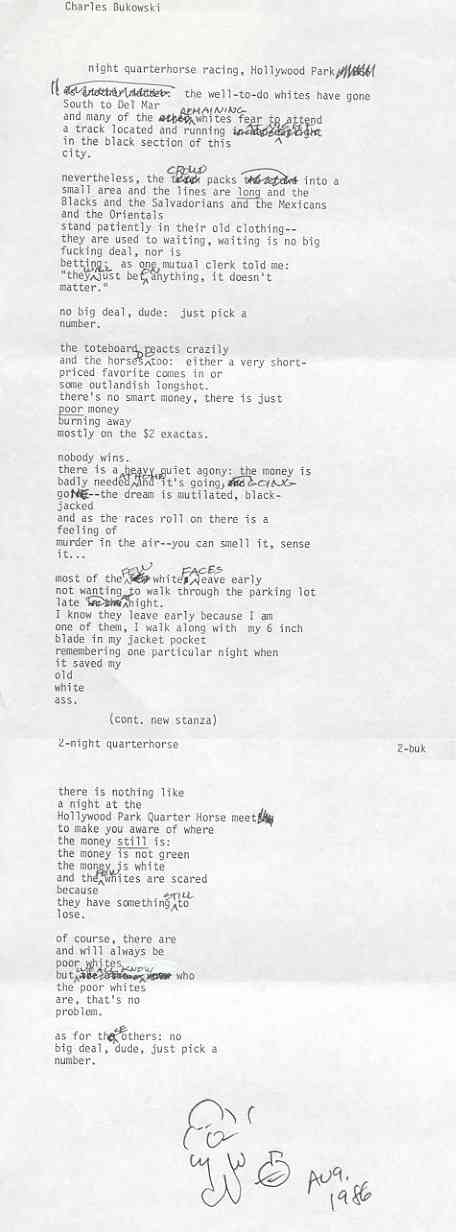 Charles Bukowski
night quarterhorse racing, Hollywood Park
the well-to-do whites have gone
South to Del Mar
and many of the REMAINING whites fear to attend
a track located and running
in the black section of this
city.
nevertheless, the CROWD packs into a
small area and the lines are long and the
Blacks and the Salvadorians and the Mexicans
and the Orientals
stand patiently in their old clothing--
they are used to waiting, waiting is no big
fucking deal, nor is
betting: as one mutual clerk told me:
"they WILL just bet ON anything, it doesn't
matter."
no big deal, dude: just pick a
number.
the toteboard reacts crazily
and the horses DO too: either a very short-
priced favorite comes in or
some outlandish longshot.
there's no smart money, there is just
poor money
burning away
mostly on the $2 exactas.
nobody wins.
there is a heavy quiet agony: the money is
badly needed and it's going, GOING
goNE--the dream is mutilated, black-
jacked
and as the races roll on there is a
feeling of
murder in the air--you can smell it, sense
it...
most of the FEW white FACES leave early
not wanting to walk through the parking lot
late night.
I know they leave early because I am
one of them, I walk along with my 6 inch
blade in my jacket pocket
remembering one particular night when
it saved my
old
white
ass.
(cont. new stanza)
2-night quarterhorse
2-buk
there is nothing like
a night at the
Hollywood Park Quarter Horse meet
to make you aware of where
the money still is:
the money is not green
the money is white
and the FEW whites are scared
because
they have something STILL to
lose.
of course, there are
and will always be
poor whites
but WE ALL KNOW who
the poor whites
are, that's no
problem.
as for thOSE others: no
big deal, dude, just pick a
number.
AUG.
1986